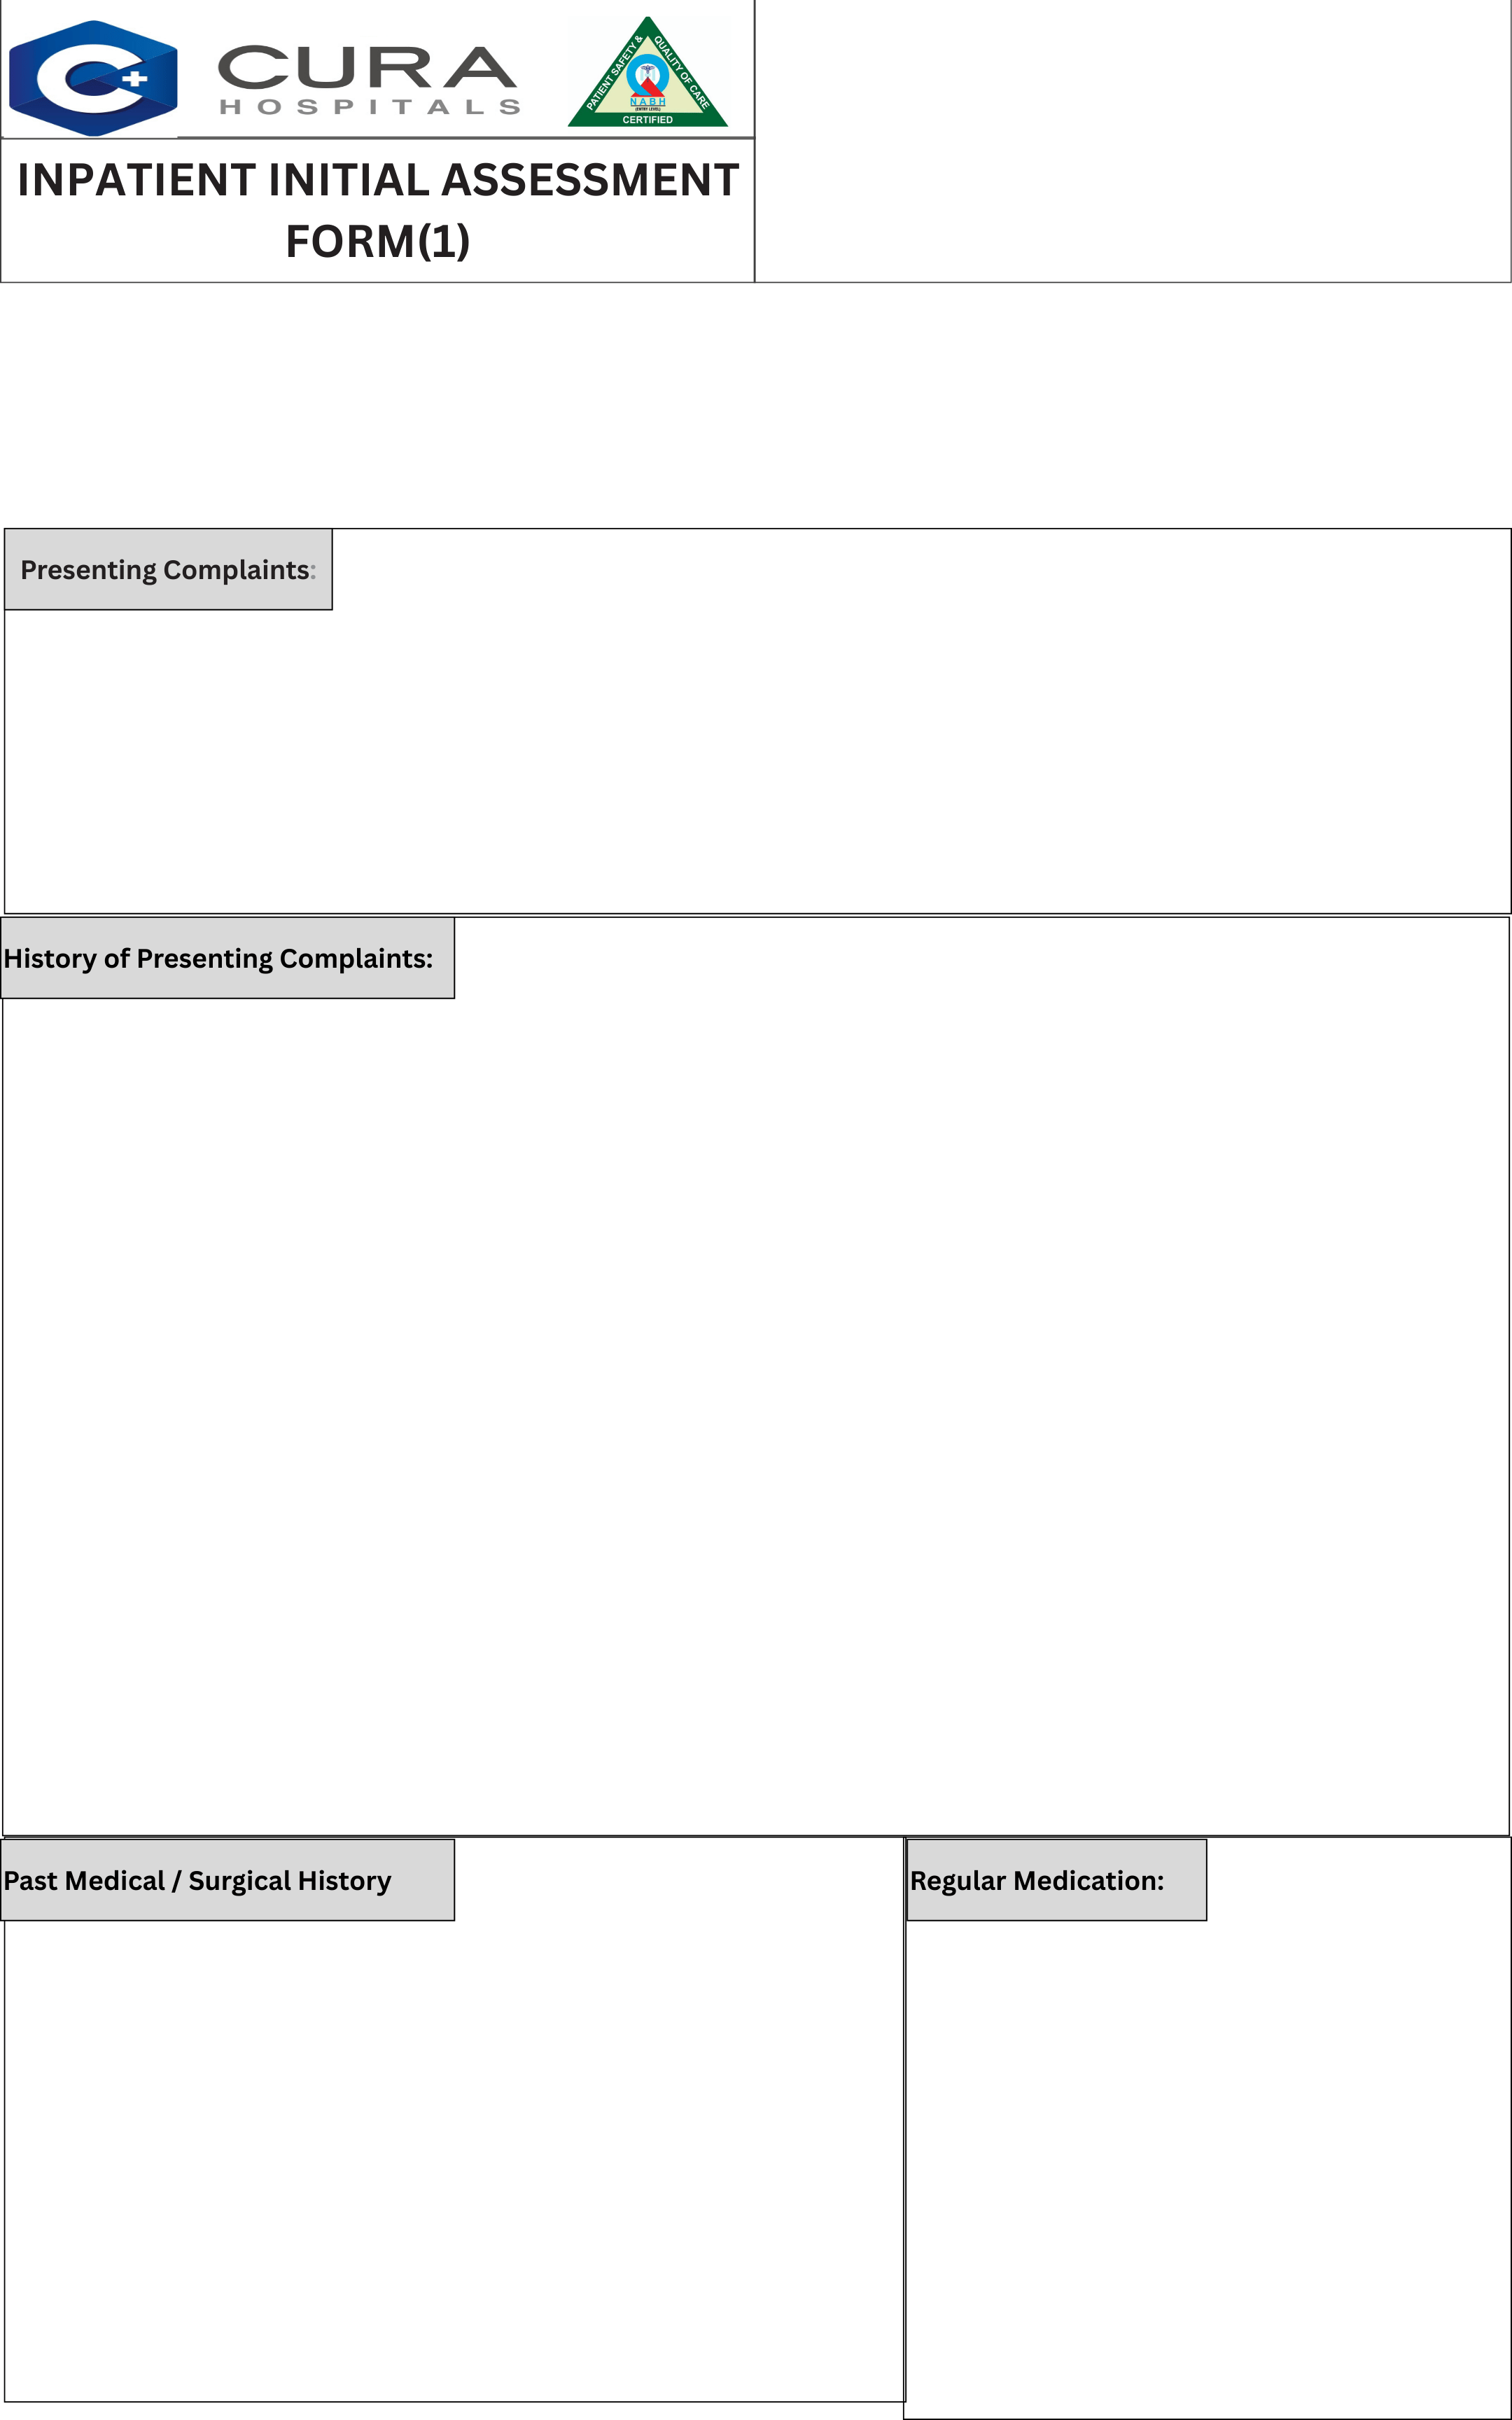 CURA
HOSPITALS
PATIENT SAFETY & QUALITY OF CARE
NABH
(ENTRY LEVEL)
CERTIFIED
INPATIENT INITIAL ASSESSMENT
FORM(1)
Presenting Complaints:
History of Presenting Complaints:
Past Medical / Surgical History
Regular Medication: